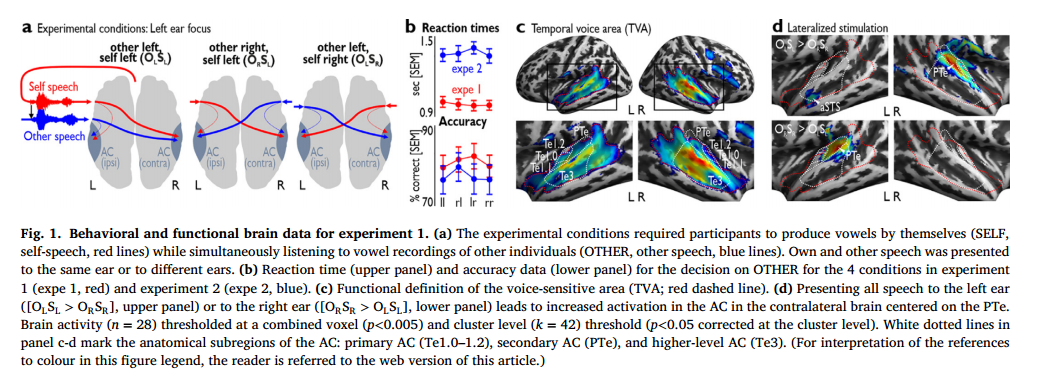 a Experimental conditions: Left ear focus
other left,
self left (OLSL)
other right,
self left (ORSL)
other left,
self right (OLSR)
Self speech
Other speech
AC
(ipsi)
AC
(contra)
L
R
AC
(ipsi)
AC
(contra)
L
R
AC
(ipsi)
AC
(contra)
L
R
b Reaction times
1.5
sec [SEM]
expe 2
expe 1
0.9
Accuracy
90
% correct [SEM]
70
ll rl lr rr
c Temporal voice area (TVA)
L R
PTe
Te1.2
Te1.0
Te1.1
Te3
PTe
Te1.2
Te1.0
Te3
L R
d Lateralized stimulation
PTe
aSTS
PTe
L R
Fig. 1. Behavioral and functional brain data for experiment 1. (a) The experimental conditions required participants to produce vowels by themselves (SELF,
self-speech, red lines) while simultaneously listening to vowel recordings of other individuals (OTHER, other speech, blue lines). Own and other speech was presented
to the same ear or to different ears. (b) Reaction time (upper panel) and accuracy data (lower panel) for the decision on OTHER for the 4 conditions in experiment
1 (expe 1, red) and experiment 2 (expe 2, blue). (c) Functional definition of the voice-sensitive area (TVA; red dashed line). (d) Presenting all speech to the left ear
([OLSL > ORSR], upper panel) or to the right ear ([ORSR > OLSL], lower panel) leads to increased activation in the AC in the contralateral brain centered on the PTe.
Brain activity (n = 28) thresholded at a combined voxel (p<0.005) and cluster level (k = 42) threshold (p<0.05 corrected at the cluster level). White dotted lines in
panel c-d mark the anatomical subregions of the AC: primary AC (Te1.0–1.2), secondary AC (PTe), and higher-level AC (Te3). (For interpretation of the references
to colour in this figure legend, the reader is referred to the web version of this article.)